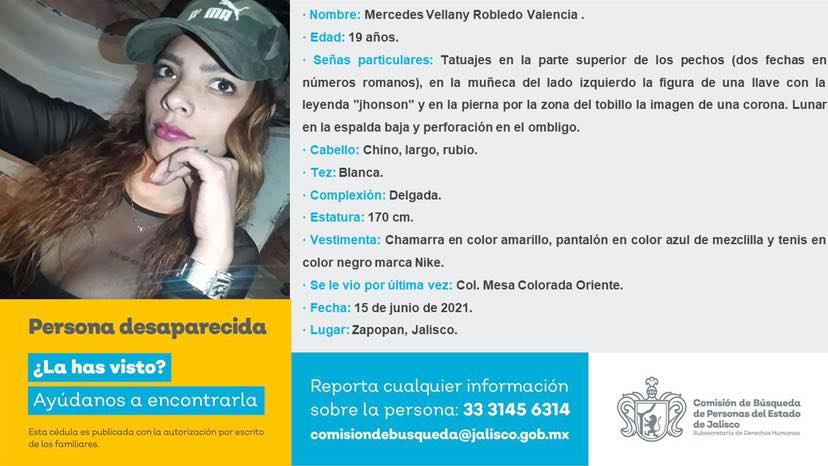 PUMA
· Nombre: Mercedes Vellany Robledo Valencia .
· Edad: 19 años.
· Señas particulares: Tatuajes en la parte superior de los pechos (dos fechas en
números romanos), en la muñeca del lado izquierdo la figura de una llave con la
leyenda "jhonson" y en la pierna por la zona del tobillo la imagen de una corona. Lunar
en la espalda baja y perforación en el ombligo.
· Cabello: Chino, largo, rubio.
· Tez: Blanca.
· Complexión: Delgada.
· Estatura: 170 cm.
· Vestimenta: Chamarra en color amarillo, pantalón en color azul de mezclilla y tenis en
color negro marca Nike.
· Se le vio por última vez: Col. Mesa Colorada Oriente.
· Fecha: 15 de junio de 2021.
· Lugar: Zapopan, Jalisco.
Persona desaparecida
¿La has visto?
Ayúdanos a encontrarla
Esta cédula es publicada con la autorización por escrito
de los familiares.
Reporta cualquier información
sobre la persona: 33 3145 6314
comisiondebusqueda@jalisco.gob.mx
Comisión de Búsqueda
de Personas del Estado
de Jalisco
Subsecretaría de Derechos Humanos